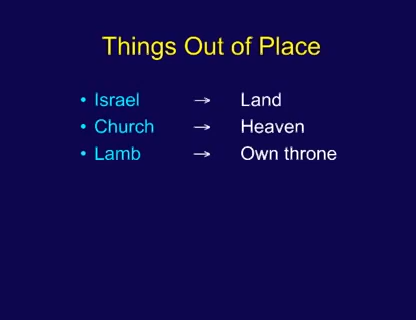 Things Out of Place
• Israel → Land
• Church → Heaven
• Lamb → Own throne